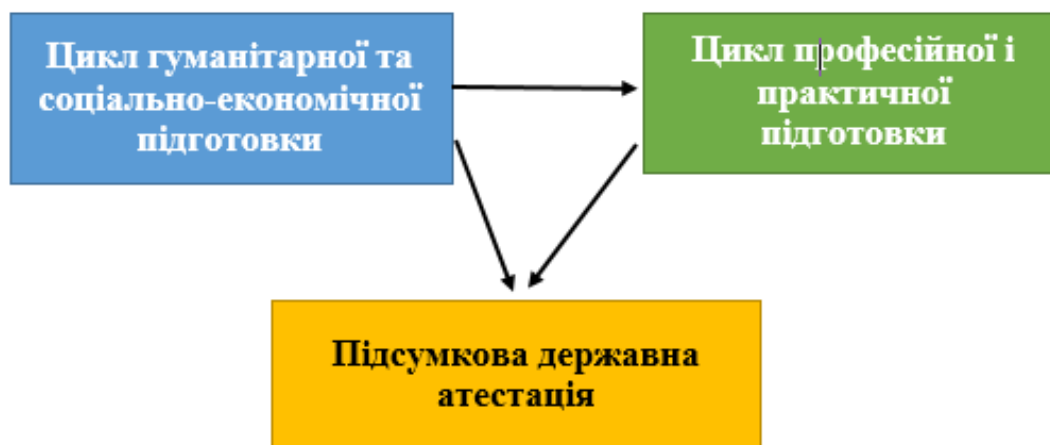 Цикл гуманітарної та
соціально-економічної
підготовки
Цикл професійної і
практичної
підготовки
Підсумкова державна
атестація